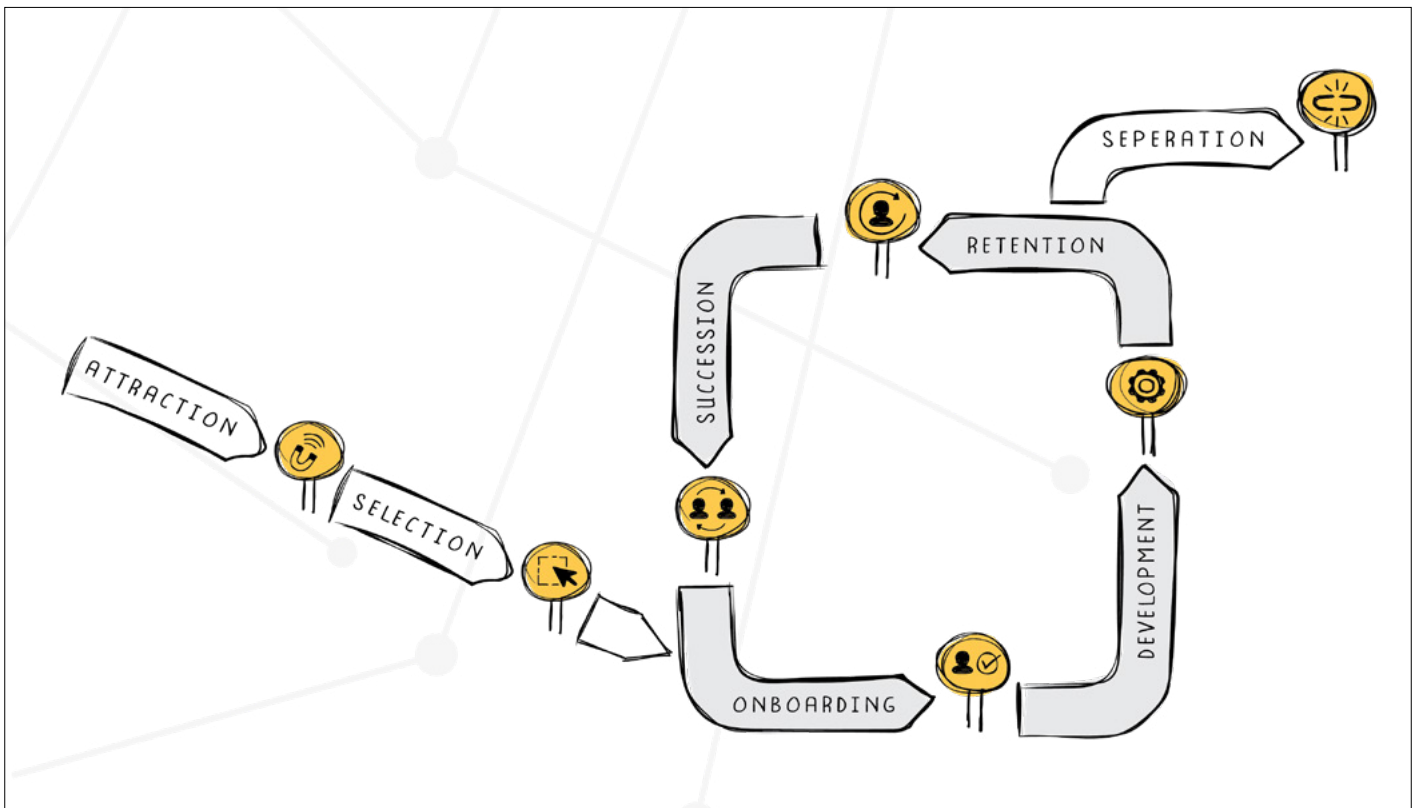 ATTRACTION
SELECTION
ONBOARDING
DEVELOPMENT
RETENTION
SUCCESSION
SEPERATION